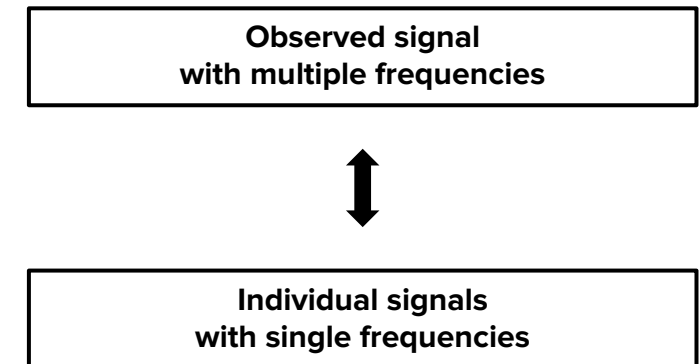 Observed signal
with multiple frequencies
Individual signals
with single frequencies